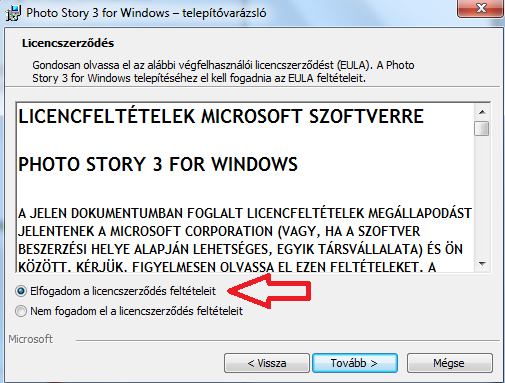 Photo Story 3 for Windows – telepítővarázsló
Licencszerződés
Gondosan olvassa el az alábbi végfelhasználói licencszerződést (EULA). A Photo
Story 3 for Windows telepítéséhez el kell fogadnia az EULA feltételeit.
LICENCFELTÉTELEK MICROSOFT SZOFTVERRE
PHOTO STORY 3 FOR WINDOWS
A JELEN DOKUMENTUMBAN FOGLALT LICENCFELTÉTELEK MEGÁLLAPODÁST
JELENTENEK A MICROSOFT CORPORATION (VAGY, HA A SZOFTVER
BESZERZÉSI HELYE ALAPJÁN LEHETSÉGES, EGYIK TÁRSVÁLLALATA) ÉS ÖN
KÖZÖTT. KÉRJÜK, FIGYELMESEN OLVASSA EL EZEN FELTÉTELEKET. A
Elfogadom a licencszerződés feltételeit
Nem fogadom el a licencszerződés feltételeit
Microsoft
< Vissza
Tovább >
Mégse